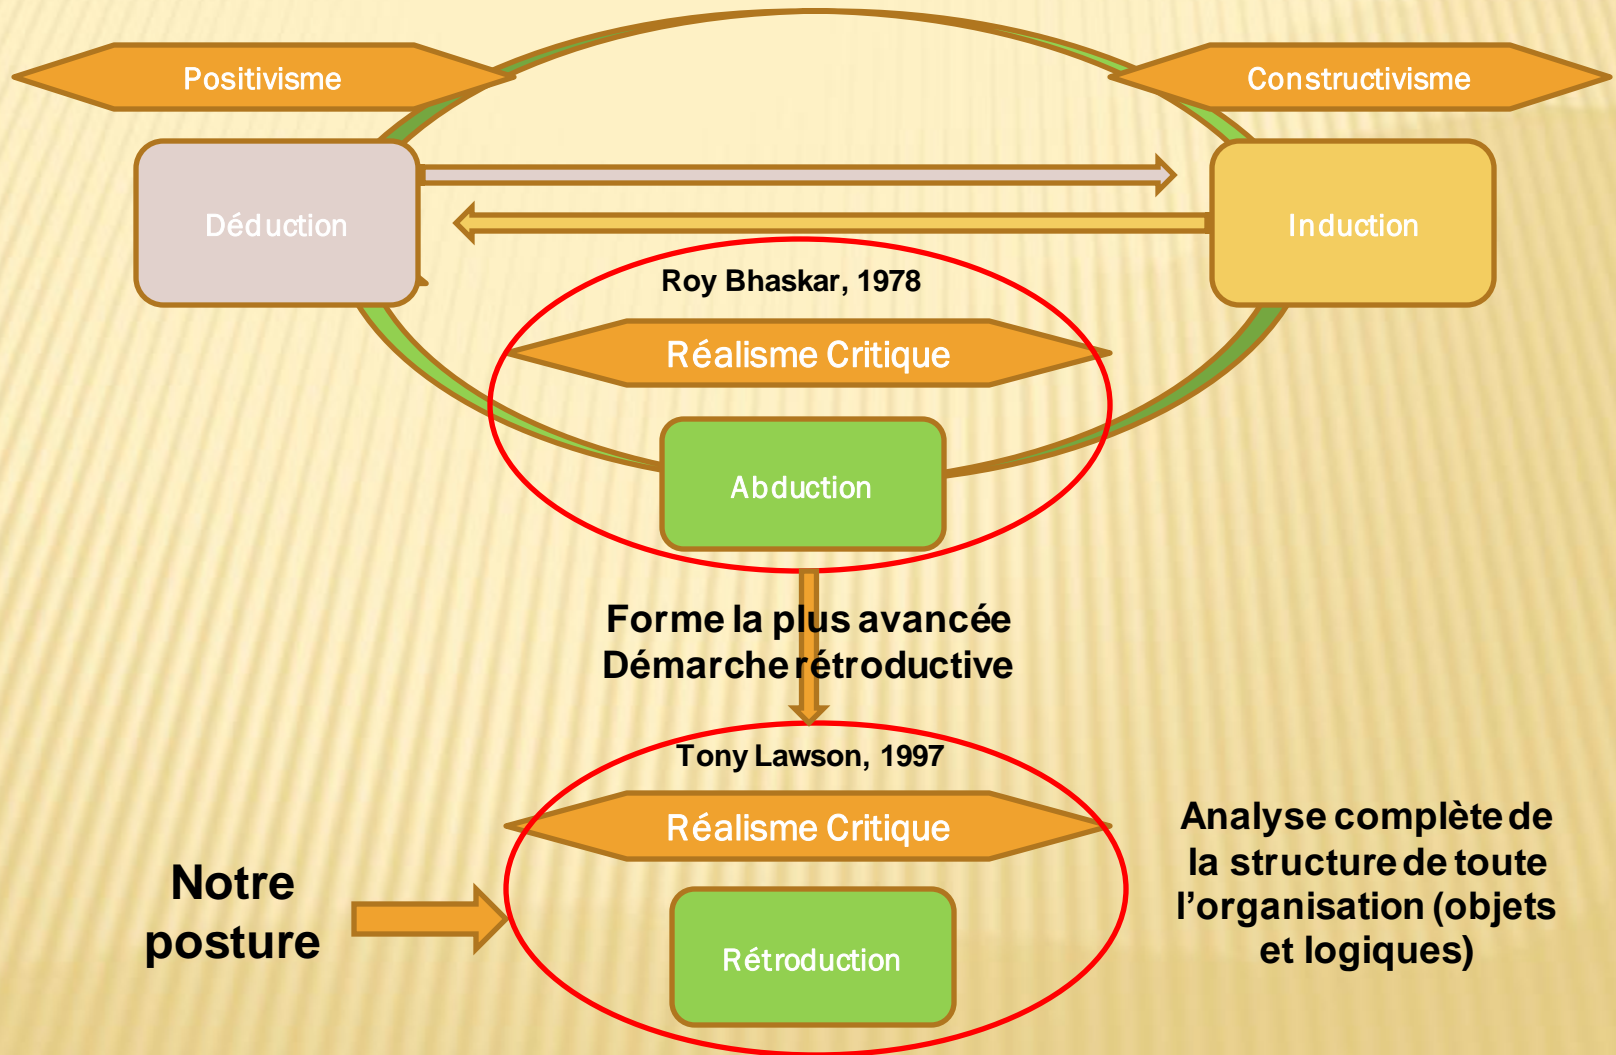 Positivisme
Constructivisme
Déduction
Induction
Roy Bhaskar, 1978
Réalisme Critique
Abduction
Forme la plus avancée
Démarche rétroductive
Tony Lawson, 1997
Réalisme Critique
Rétroduction
Notre
posture
Analyse complète de
la structure de toute
l'organisation (objets
et logiques)